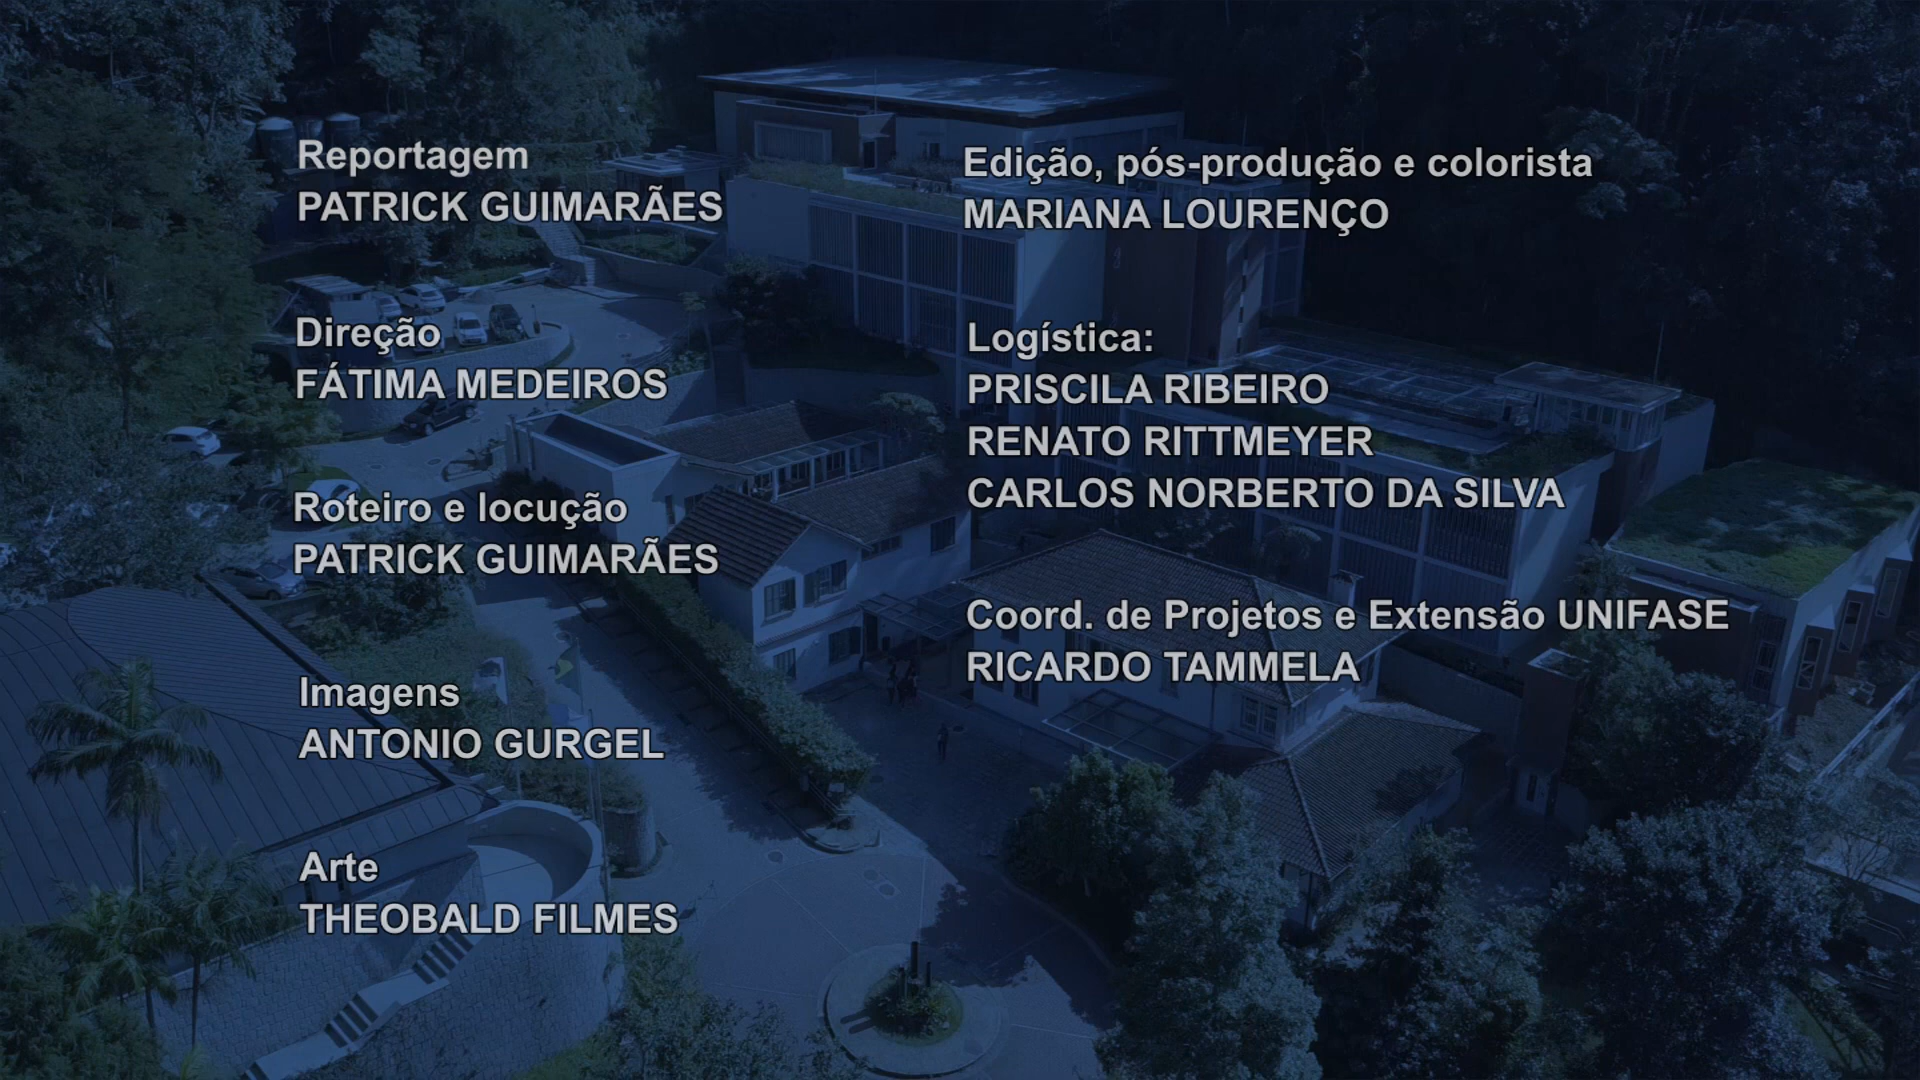 Reportagem
PATRICK GUIMARÃES
Direção
FÁTIMA MEDEIROS
Roteiro e locução
PATRICK GUIMARÃES
Imagens
ANTONIO GURGEL
Arte
THEOBALD FILMES
Edição, pós-produção e colorista
MARIANA LOURENÇO
Logística:
PRISCILA RIBEIRO
RENATO RITTMEYER
CARLOS NORBERTO DA SILVA
Coord. de Projetos e Extensão UNIFASE
RICARDO TAMMELA